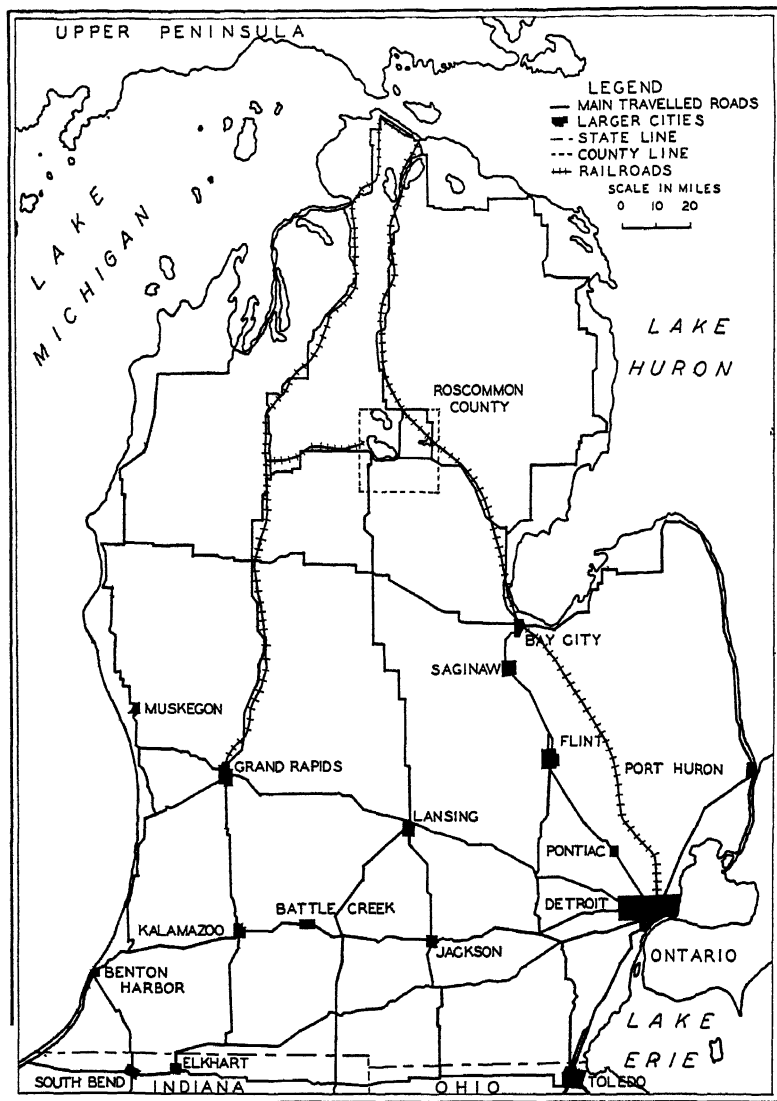 UPPER PENINSULA
LEGEND
MAIN TRAVELLED ROADS
LARGER CITIES
STATE LINE
COUNTY LINE
RAILROADS
SCALE IN MILES
0 10 20
LAKE
MICHIGAN
LAKE
HURON
ROSCOMMON
COUNTY
BAY CITY
SAGINAW
MUSKEGON
FLINT
GRAND RAPIDS
PORT HURON
LANSING
PONTIAC
DETROIT
BATTLE CREEK
KALAMAZOO
JACKSON
ONTARIO
BENTON
HARBOR
LAKE
ERIE
ELKHART
SOUTH BEND
INDIANA
OHIO
TOLEDO